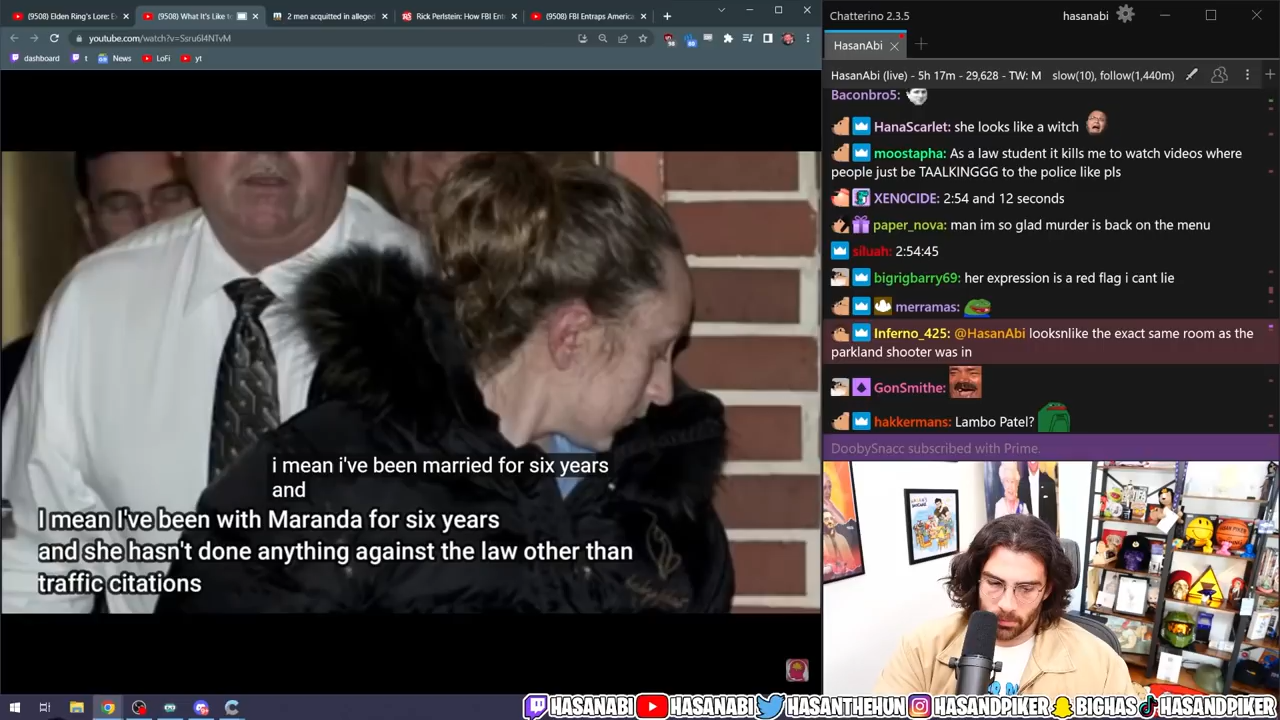 (9508) Elden Ring's Lore: Ev
(9508) What It's Like to
2 men acquitted in alleged
Rick Perlstein: How FBI Ent
(9508) FBI Entraps America
youtube.com/watch?v=Ssru6l4NTvM
dashboard
t
News
LoFi
yt
i mean i've been married for six years
and
I mean I've been with Maranda for six years
and she hasn't done anything against the law other than
traffic citations
Chatterino 2.3.5
hasanabi
HasanAbi
HasanAbi (live) - 5h 17m - 29,628 - TW: M
slow(10), follow(1,440m)
Baconbro5:
HanaScarlet: she looks like a witch
moostapha: As a law student it kills me to watch videos where
people just be TAALKINGGG to the police like pls
XEN0CIDE: 2:54 and 12 seconds
paper_nova: man im so glad murder is back on the menu
siluah: 2:54:45
bigrigbarry69: her expression is a red flag i cant lie
merramas:
Inferno_425: @HasanAbi looksnlike the exact same room as the
parkland shooter was in
GonSmithe:
hakkermans: Lambo Patel?
DoobySnacc subscribed with Prime.
HASANABI
HASANABI
HASANTHEHUN
HASANDPIKER
BIGHAS
HASANDPIKER